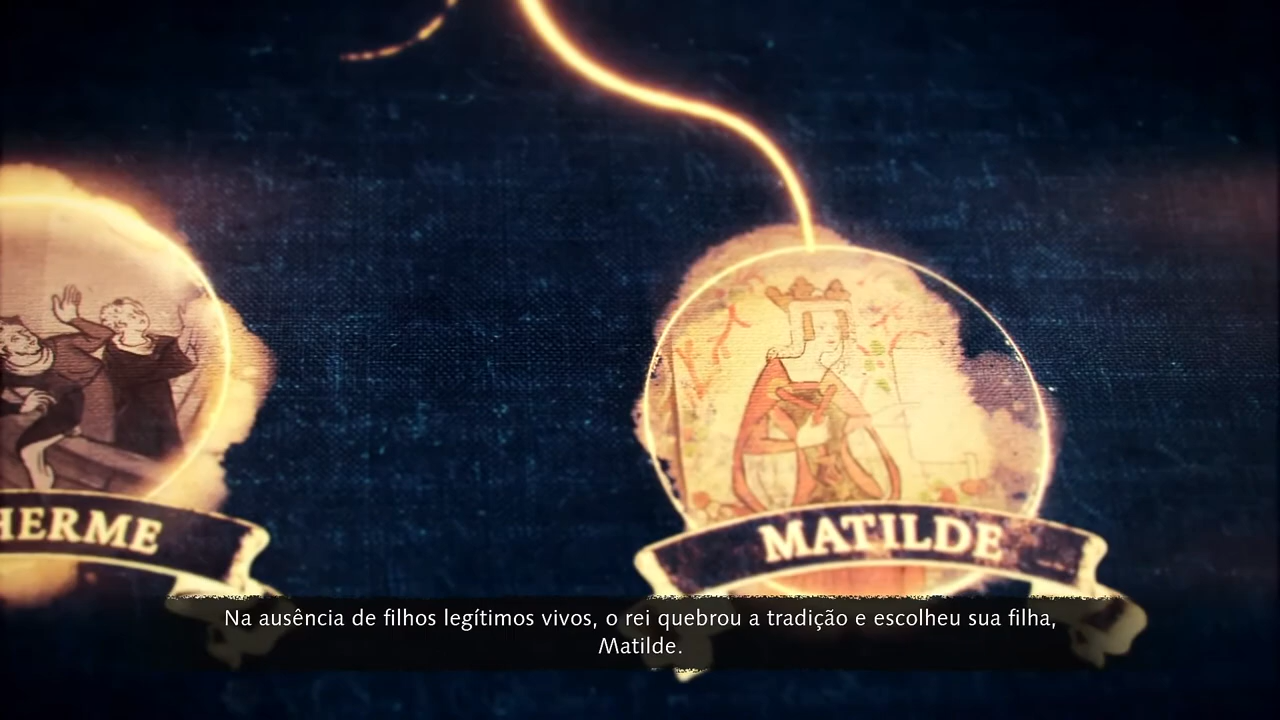 HERME
MATILDE
Na ausência de filhos legítimos vivos, o rei quebrou a tradição e escolheu sua filha,
Matilde.